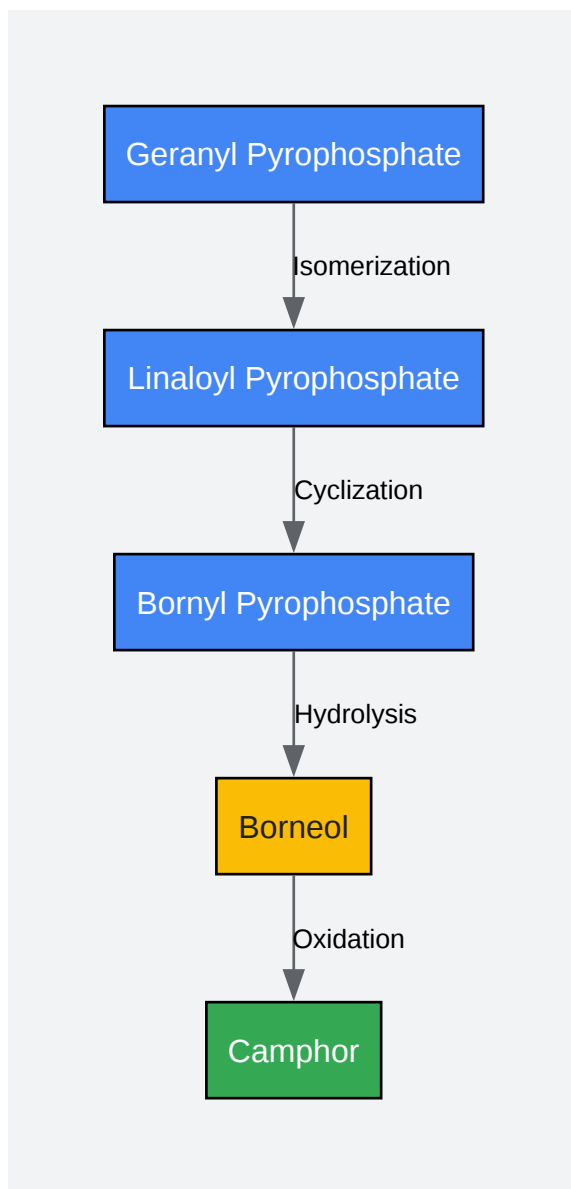 Geranyl Pyrophosphate
Isomerization
Linaloyl Pyrophosphate
Cyclization
Bornyl Pyrophosphate
Hydrolysis
Borneol
Oxidation
Camphor